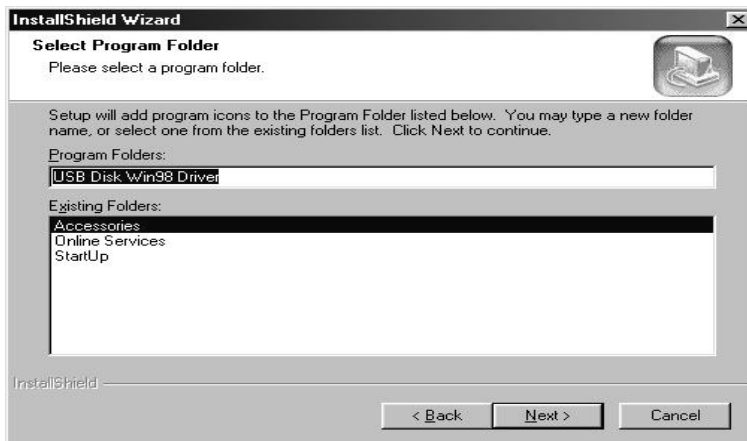 InstallShield Wizard
Select Program Folder
Please select a program folder.
Setup will add program icons to the Program Folder listed below. You may type a new folder
name, or select one from the existing folders list. Click Next to continue.
Program Folders:
USB Disk Win98 Driver
Existing Folders:
Accessories
Online Services
StartUp
InstallShield
< Back
Next >
Cancel